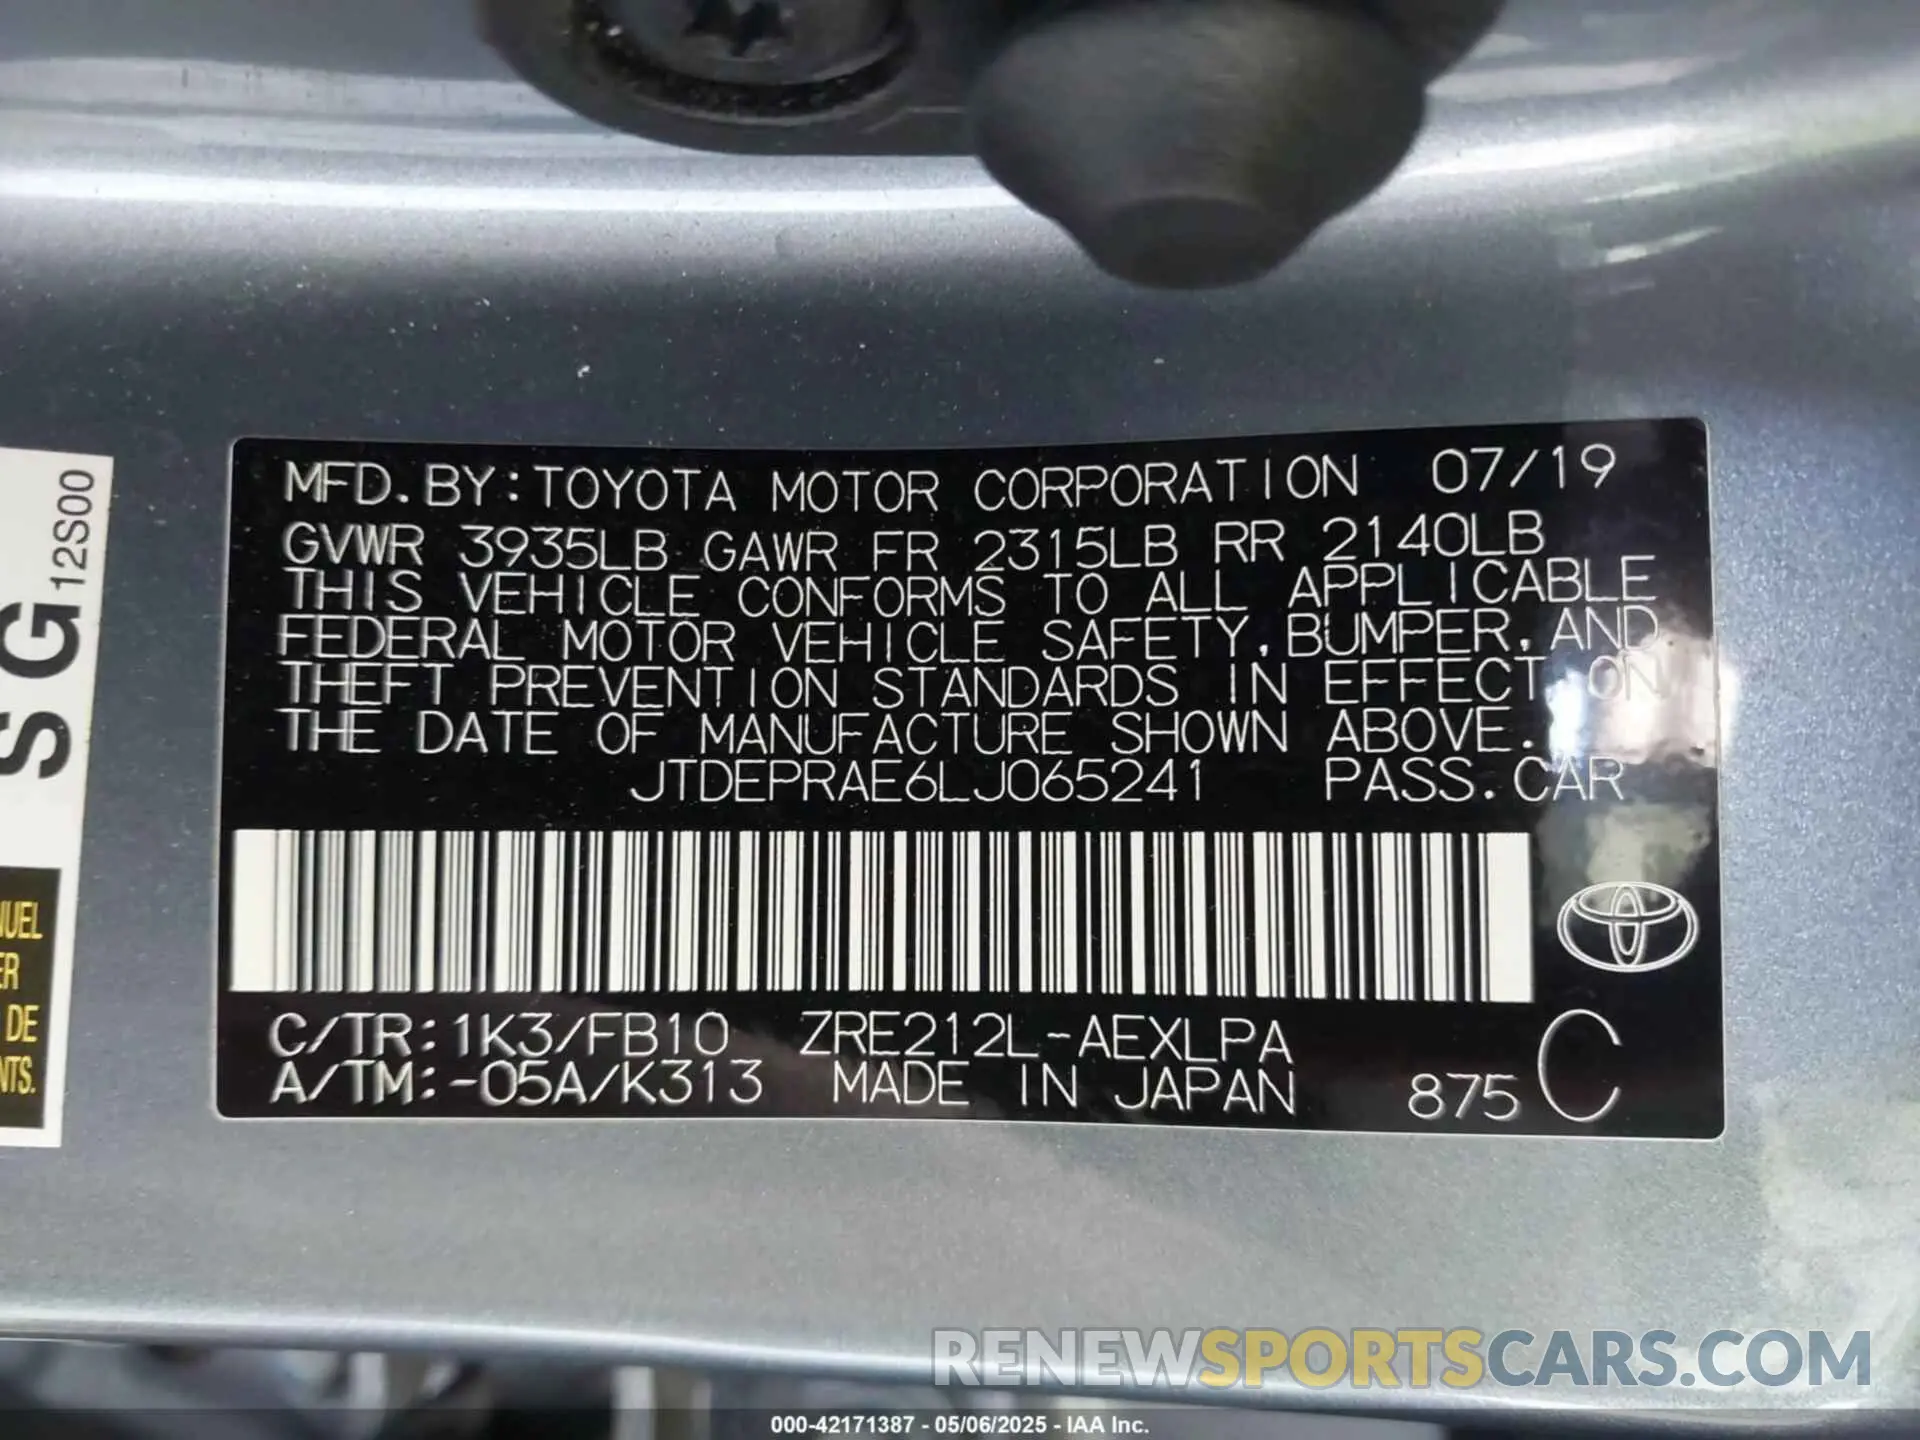 MFD. BY: TOYOTA MOTOR CORPORATION 07/19
GVWR 3935LB GAWR FR 2315LB RR 2140LB
THIS VEHICLE CONFORMS TO ALL APPLICABLE
FEDERAL MOTOR VEHICLE SAFETY, BUMPER, AND
THEFT PREVENTION STANDARDS IN EFFECT ON
THE DATE OF MANUFACTURE SHOWN ABOVE.
JTDEPRAE6LJ065241 PASS. CAR
C/TR: 1K3/FB10 ZRE212L-AEXLPA
A/TM: -05A/K313 MADE IN JAPAN 875 C
SG 12S00
DE
RENEWSPORTSCARS.COM
000-42171387 - 05/06/2025 - IAA Inc.